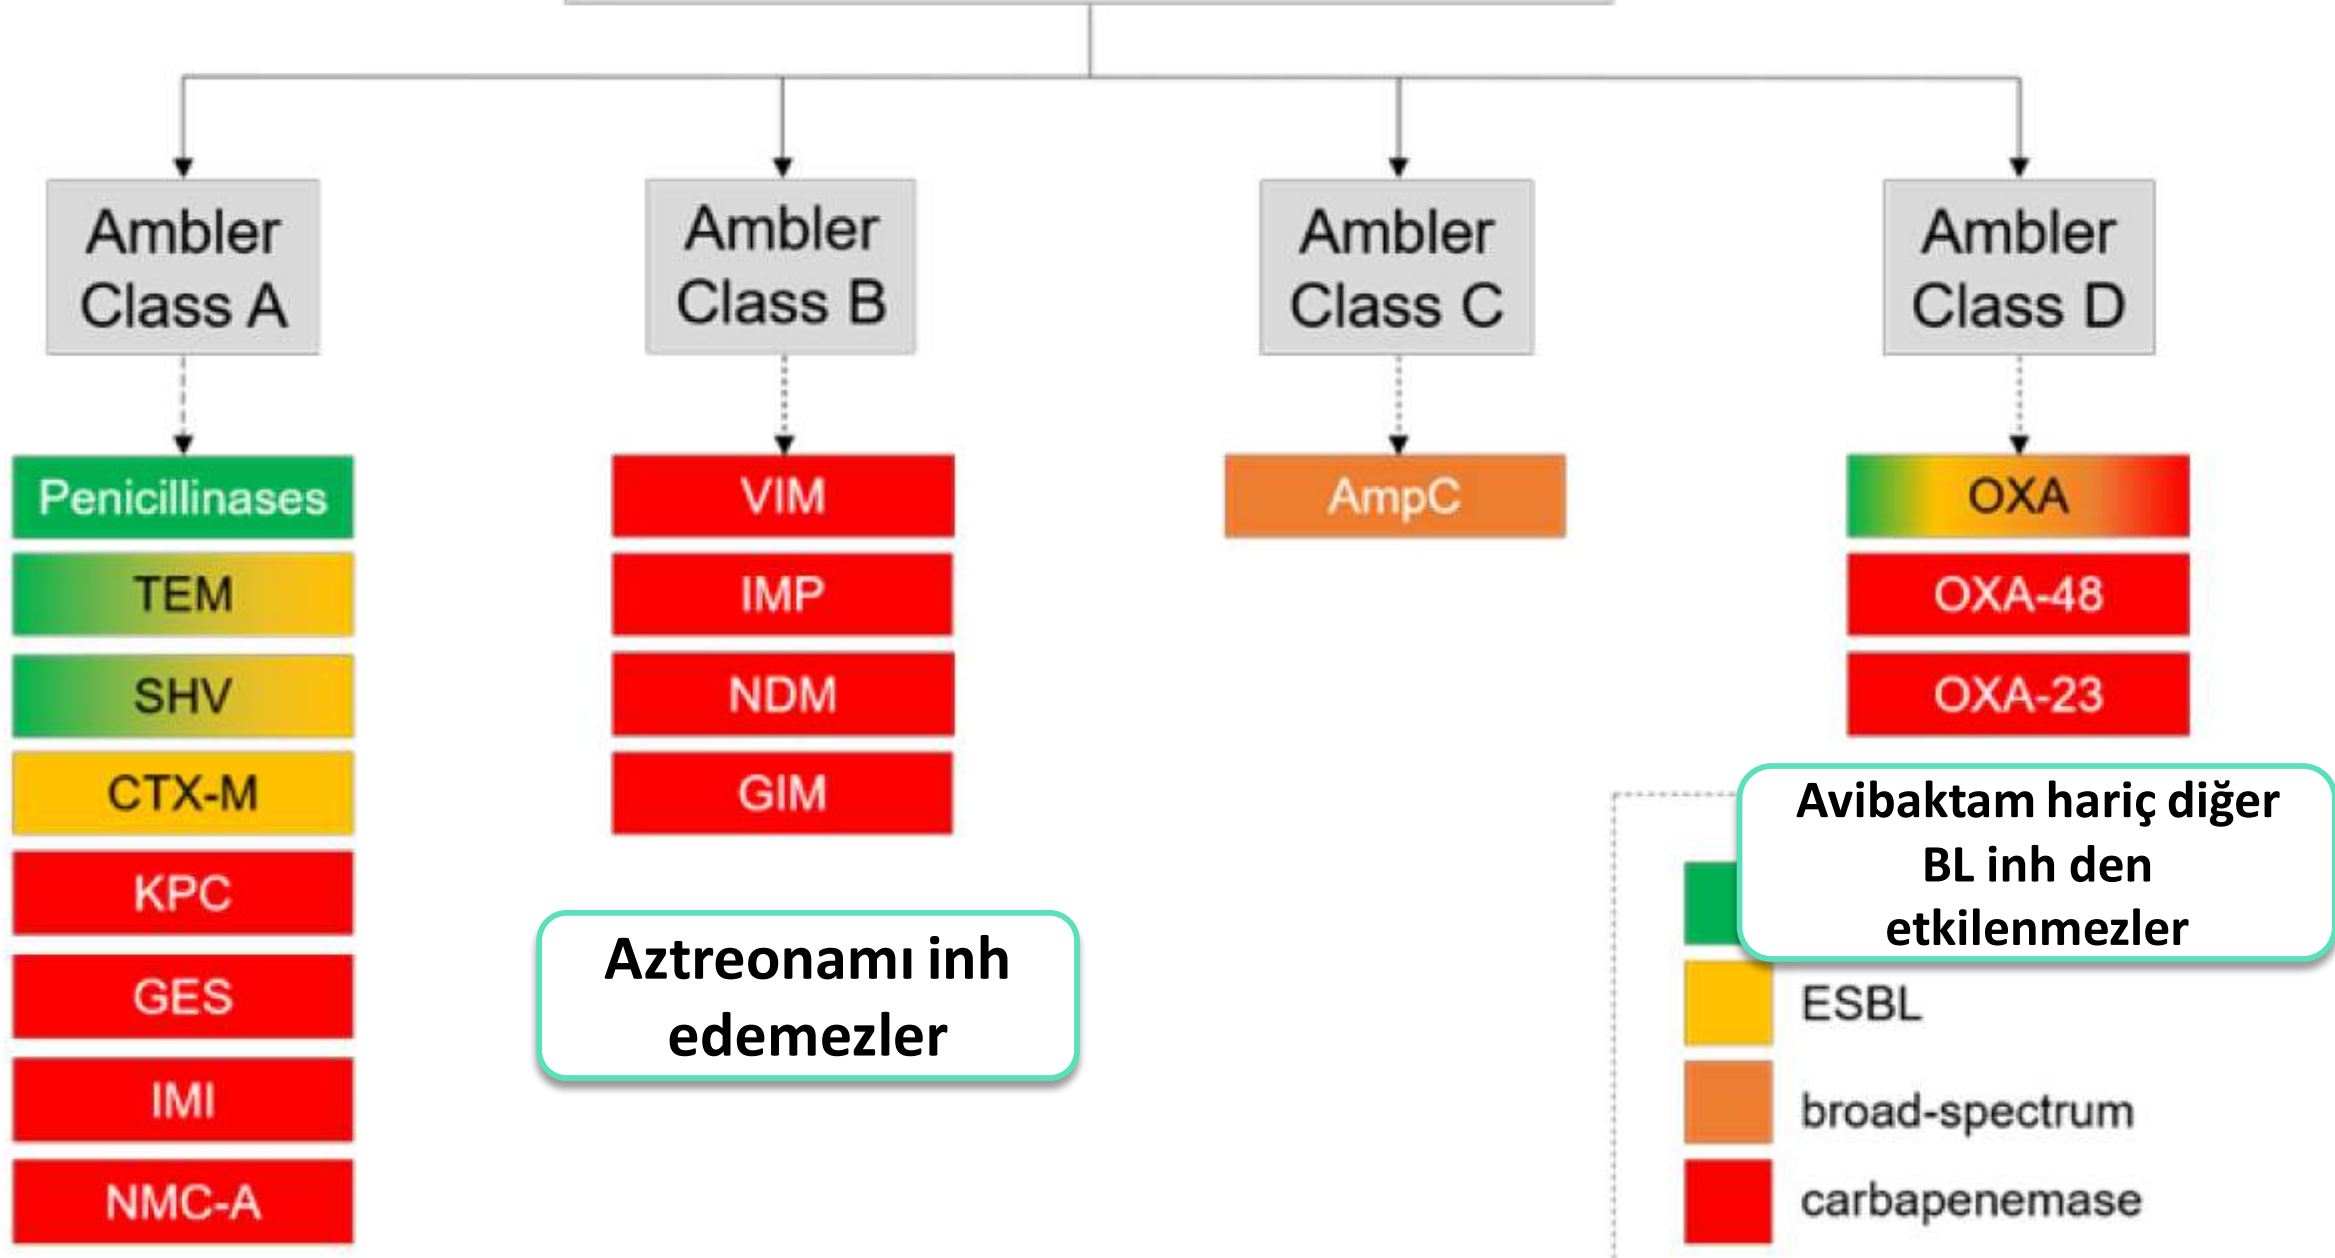 Ambler
Class A
Ambler
Class B
Ambler
Class C
Ambler
Class D
Penicillinases
TEM
SHV
CTX-M
KPC
GES
IMI
NMC-A
VIM
IMP
NDM
GIM
Aztreonamı inh
edemezler
AmpC
OXA
OXA-48
OXA-23
Avibaktam hariç diğer
BL inh den
etkilenmezler
ESBL
broad-spectrum
carbapenemase